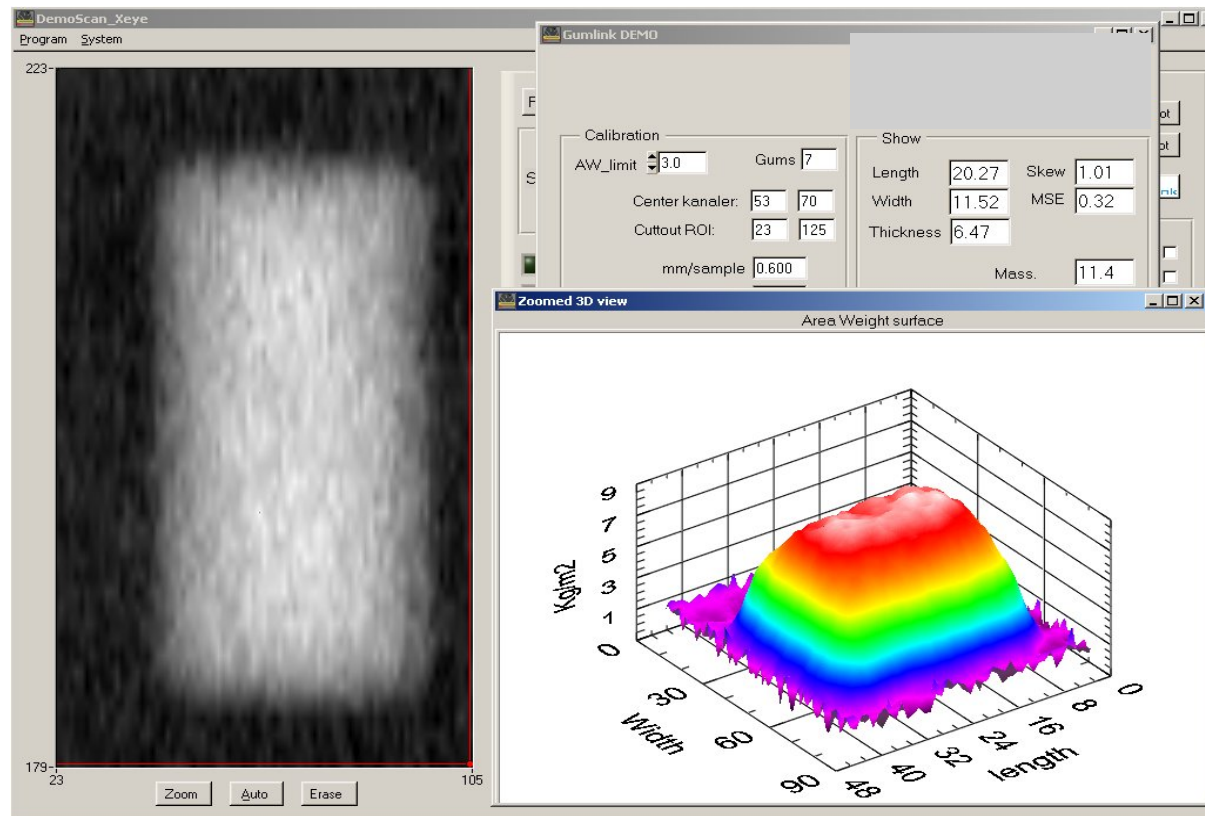 DemoScan_Xeye
Program System
223
179
23
105
Zoom Auto Erase
Gumlink DEMO
Calibration
AW_limit 3.0 Gums 7
Center kanaler: 53 70
Cuttout ROI: 23 125
mm/sample 0.600
Show
Length 20.27 Skew 1.01
Width 11.52 MSE 0.32
Thickness 6.47
Mass. 11.4
Zoomed 3D view
Area Weight surface
9
7
5
3
1
0
Kg/m2
30
60
90
Width
48
40
32
24
16
8
0
length